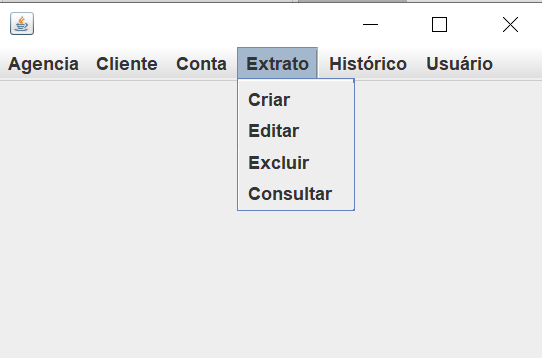 Agencia Cliente Conta Extrato Histórico Usuário
Criar
Editar
Excluir
Consultar